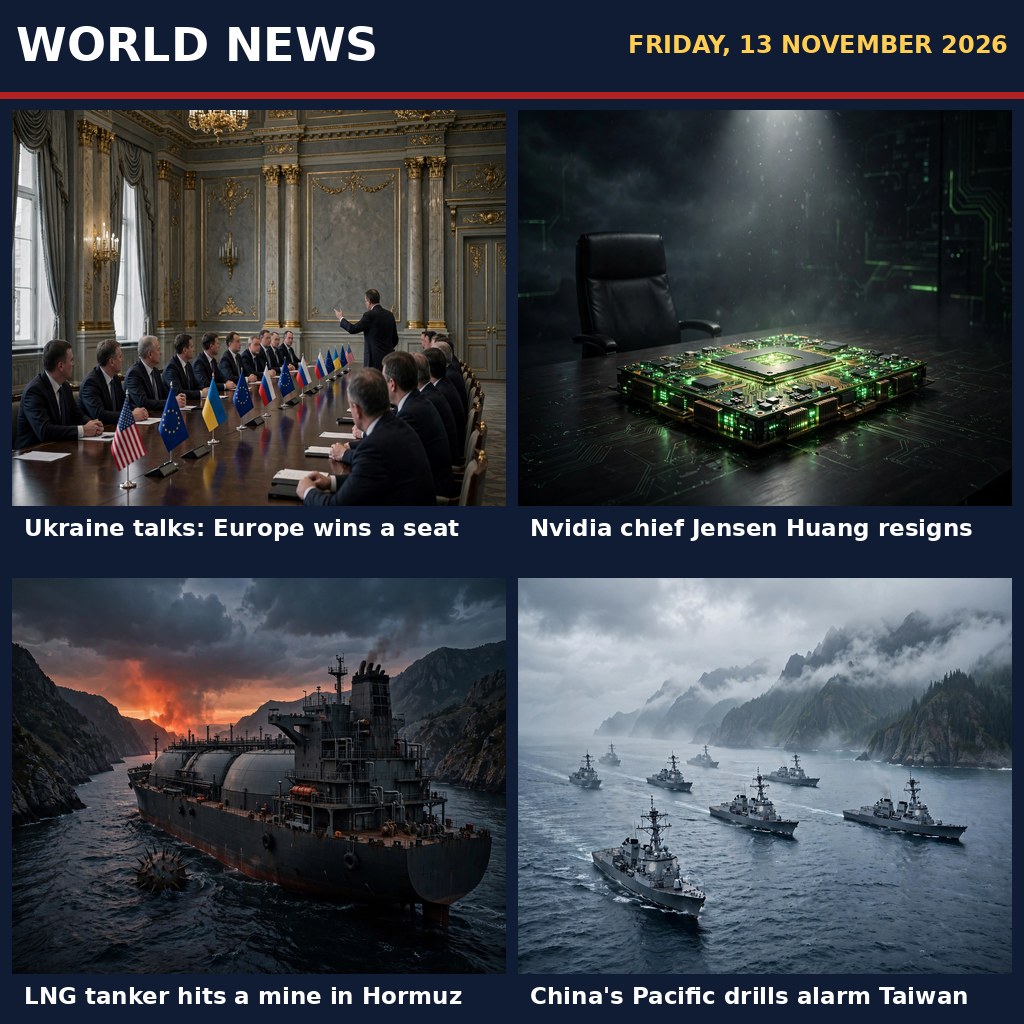 WORLD NEWS
FRIDAY, 13 NOVEMBER 2026
Ukraine talks: Europe wins a seat
Nvidia chief Jensen Huang resigns
LNG tanker hits a mine in Hormuz
China's Pacific drills alarm Taiwan